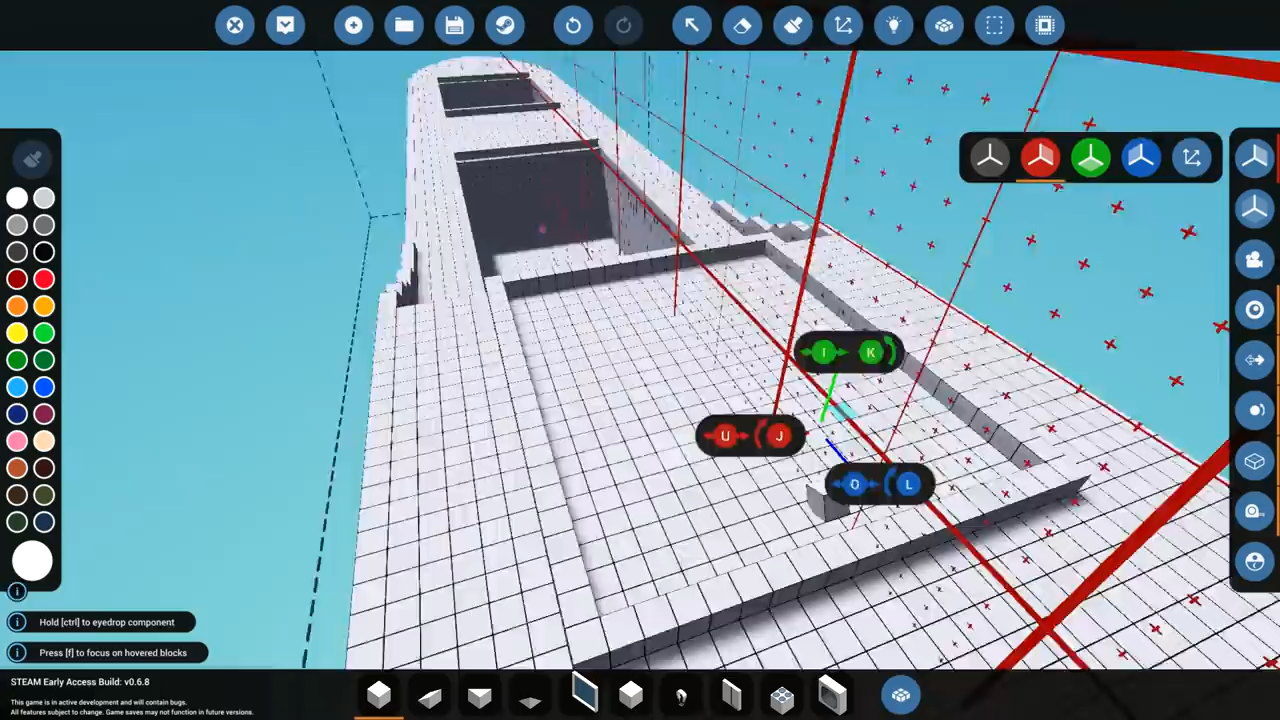 I K
U J
O L
i
i Hold [ctrl] to eyedrop component
i Press [f] to focus on hovered blocks
STEAM Early Access Build: v0.6.8
This game is in active development and will contain bugs.
All features subject to change. Game saves may not function in future versions.